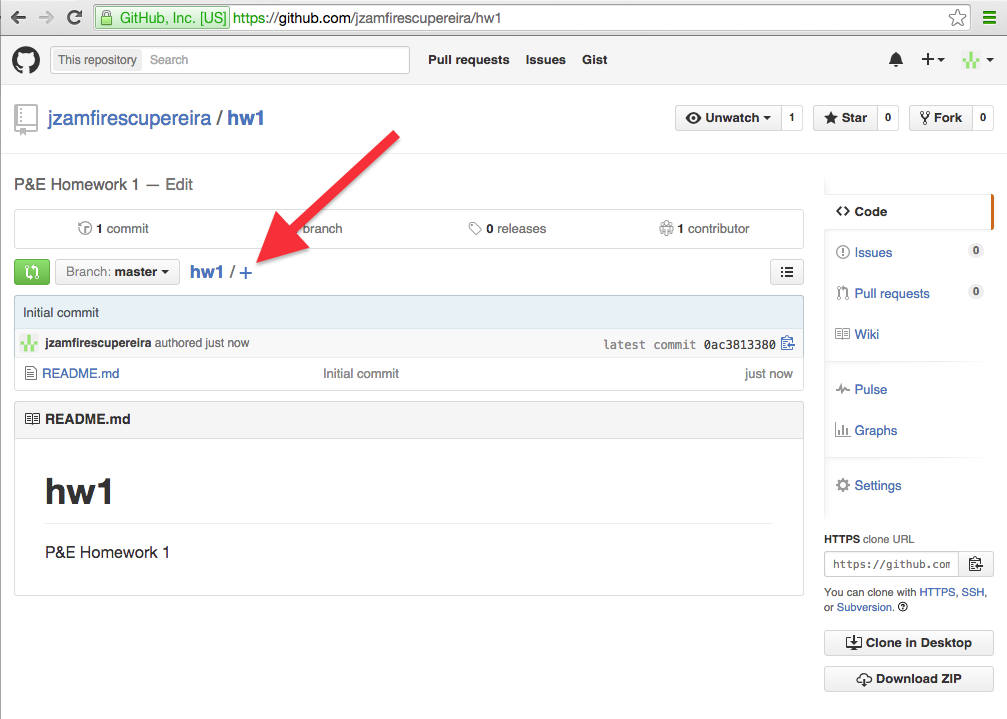 GitHub, Inc. [US] https://github.com/jzamfirescupereira/hw1
This repository Search Pull requests Issues Gist
jzamfirescupereira / hw1 Unwatch 1 Star 0 Fork 0
P&E Homework 1 — Edit
1 commit branch 0 releases 1 contributor
Branch: master hw1 / +
Initial commit
jzamfirescupereira authored just now latest commit 0ac3813380
README.md Initial commit just now
README.md
hw1
P&E Homework 1
Code
Issues 0
Pull requests 0
Wiki
Pulse
Graphs
Settings
HTTPS clone URL
https://github.com
You can clone with HTTPS, SSH,
or Subversion.
Clone in Desktop
Download ZIP